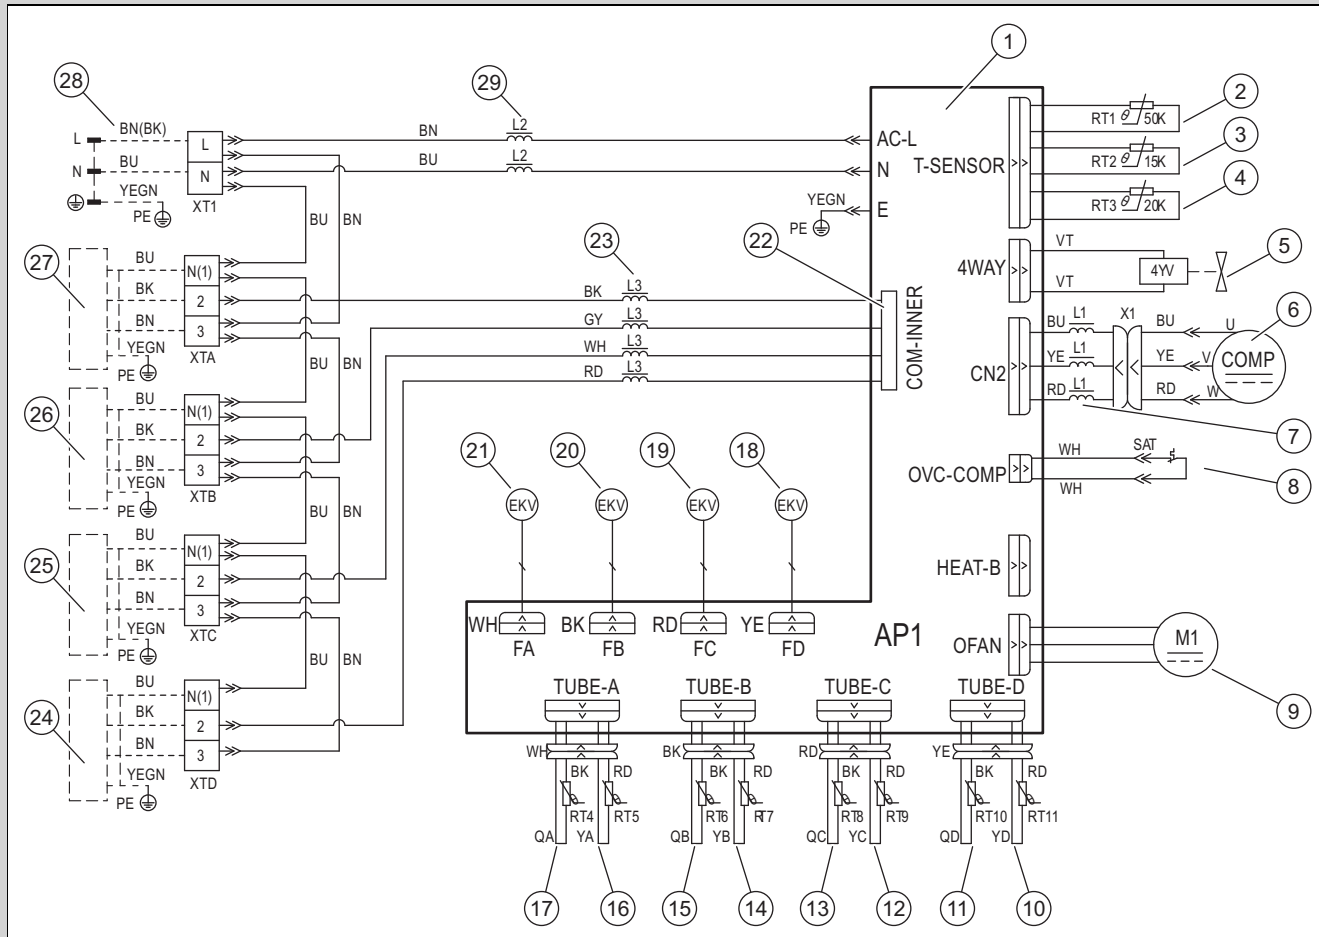 1
28
29
2
BN(BK)
L
L
BN
L2
AC-L
RT1 θ 50K
N
BU
N
BU
L2
N
T-SENSOR
RT2 θ 15K
3
YEGN
PE
XT1
YEGN
PE
E
RT3 θ 20K
4
BU
BN
27
23
22
BU
N(1)
4WAY
VT
4YV
VT
5
BK
2
BK
L3
BN
3
GY
L3
YEGN
PE
XTA
WH
L3
RD
L3
COM-INNER
BU
BN
CN2
BU
L1
X1
BU
U
YE
L1
YE
V
RD
L1
RD
W
COMP
6
7
26
BU
N(1)
BK
2
BN
3
YEGN
PE
XTB
BU
BN
21
20
19
18
EKV
EKV
EKV
EKV
OVC-COMP
WH
SAT
WH
8
25
BU
N(1)
BK
2
BN
3
YEGN
PE
XTC
BU
BN
HEAT-B
WH
FA
BK
FB
RD
FC
YE
FD
AP1
OFAN
M1
9
24
BU
N(1)
BK
2
BN
3
YEGN
PE
XTD
TUBE-A
TUBE-B
TUBE-C
TUBE-D
WH
BK
RD
YE
BK
RD
BK
RD
BK
RD
BK
RD
RT4
RT5
RT6
RT7
RT8
RT9
RT10
RT11
QA
YA
QB
YB
QC
YC
QD
YD
17
16
15
14
13
12
11
10